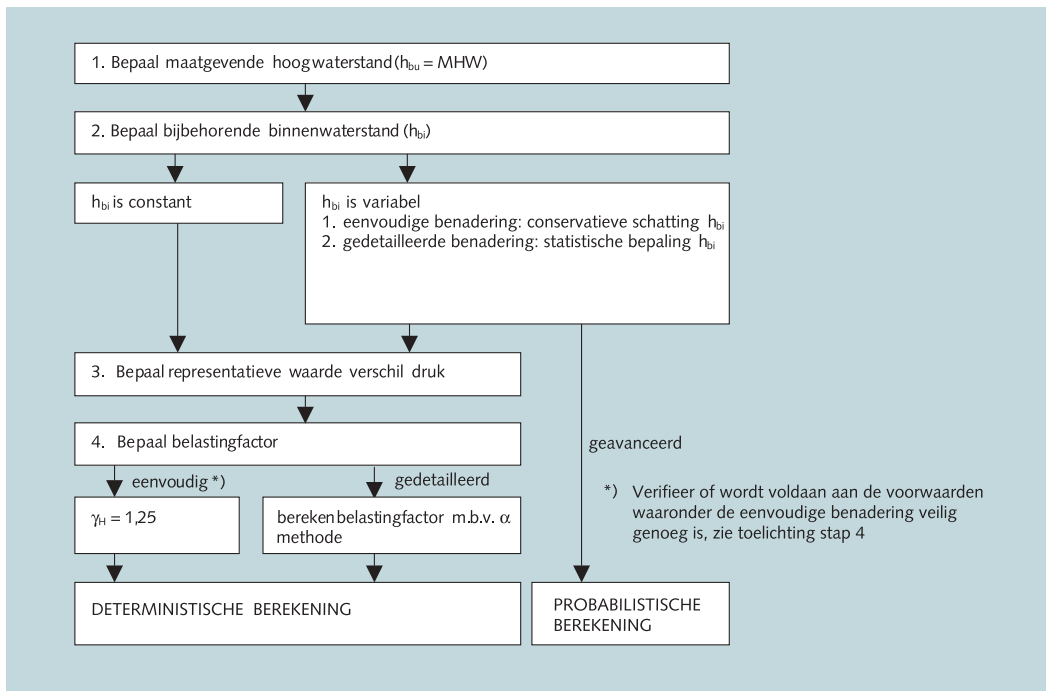 1. Bepaal maatgevende hoogwaterstand (hbu = MHW)
2. Bepaal bijbehorende binnenwaterstand (hbi)
hbi is constant
hbi is variabel
1. eenvoudige benadering: conservatieve schatting hbi
2. gedetailleerde benadering: statistische bepaling hbi
3. Bepaal representatieve waarde verschil druk
4. Bepaal belastingfactor
geavanceerd
eenvoudig *)
gedetailleerd
*) Verifieer of wordt voldaan aan de voorwaarden
waaronder de eenvoudige benadering veilig
genoeg is, zie toelichting stap 4
γH = 1,25
bereken belastingfactor m.b.v. α
methode
DETERMINISTISCHE BEREKENING
PROBABILISTISCHE
BEREKENING